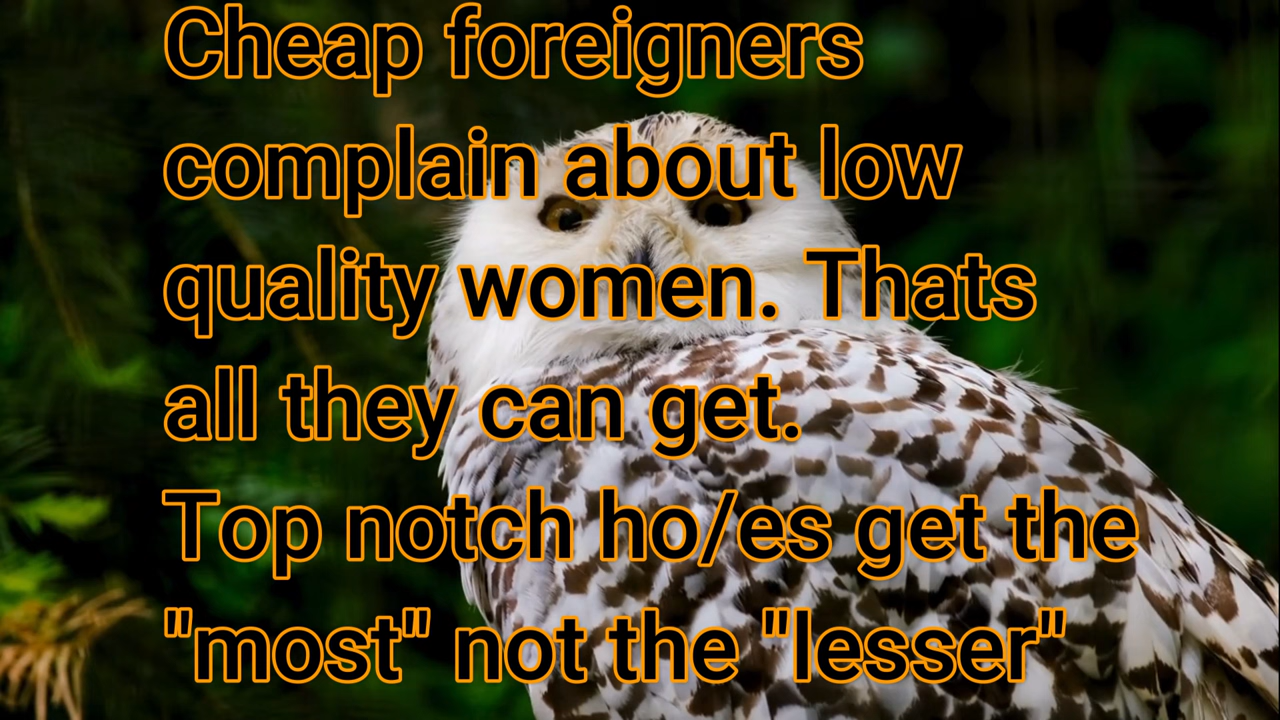 Cheap foreigners
complain about low
quality women. Thats
all they can get.
Top notch ho/es get the
"most" not the "lesser"